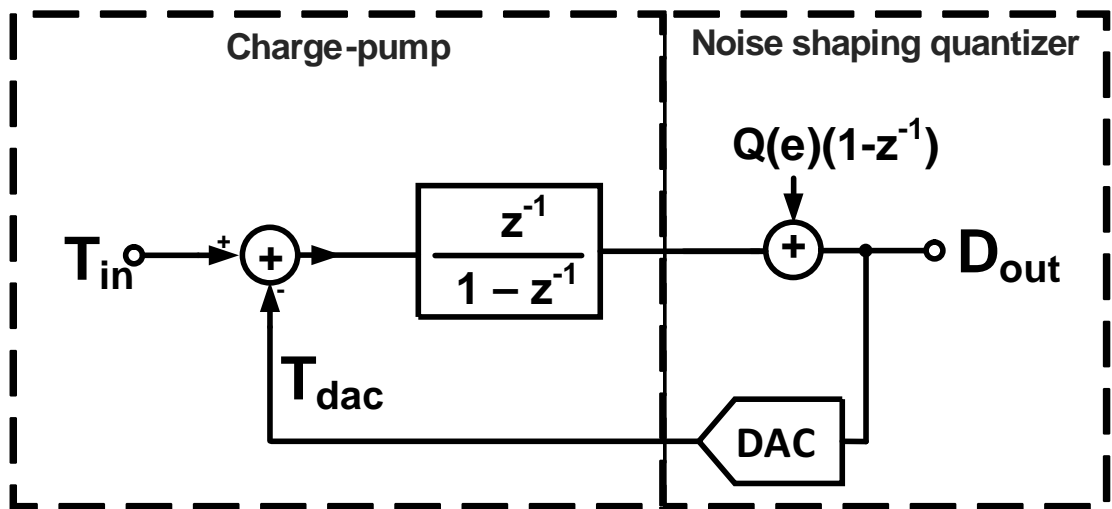 Charge-pump
Noise shaping quantizer
Q(e)(1-z⁻¹)
T_in
+
+
-
z⁻¹
1 – z⁻¹
+
D_out
T_dac
DAC